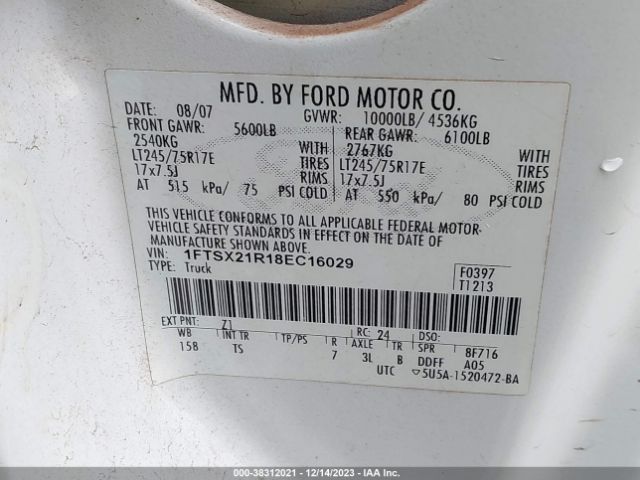 MFD. BY FORD MOTOR CO.
DATE: 08/07 GVWR: 10000LB/ 4536KG
FRONT GAWR: 5600LB REAR GAWR: 6100LB
2540KG WITH 2767KG WITH
LT245/75R17E TIRES LT245/75R17E TIRES
17x7.5J RIMS 17x7.5J RIMS
AT 515 kPa/ 75 PSI COLD AT 550 kPa/ 80 PSI COLD
THIS VEHICLE CONFORMS TO ALL APPLICABLE FEDERAL MOTOR
VEHICLE SAFETY STANDARDS IN EFFECT ON THE DATE OF
MANUFACTURE SHOWN ABOVE.
VIN: 1FTSX21R18EC16029
TYPE: Truck
F0397
T1213
EXT PNT: Z1 RC: 24 DSO:
WB INT TR TP/PS R AXLE TR SPR 8F716
15B TS 7 3L B DDFF A05
UTC 5U5A-1520472-BA
000-38312021 - 12/14/2023 - IAA Inc.